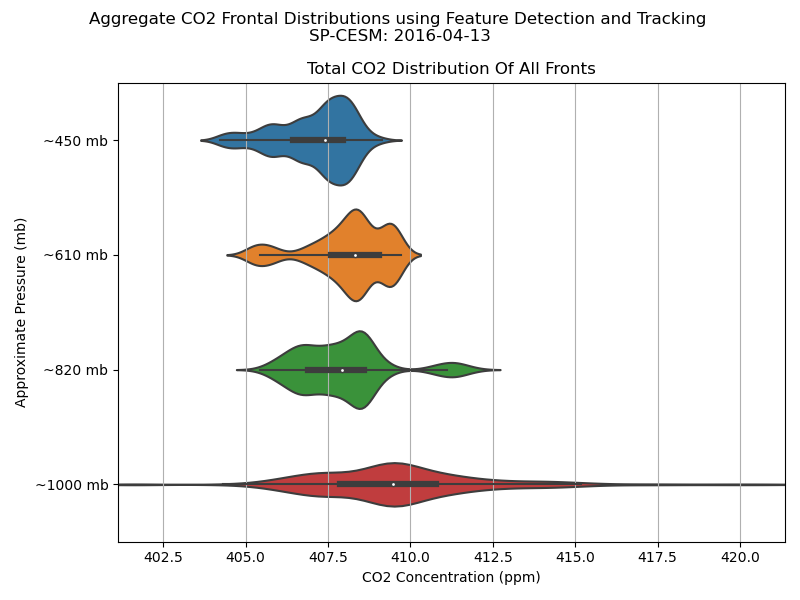 Aggregate CO2 Frontal Distributions using Feature Detection and Tracking
SP-CESM: 2016-04-13
Total CO2 Distribution Of All Fronts
Approximate Pressure (mb)
~450 mb
~610 mb
~820 mb
~1000 mb
402.5 405.0 407.5 410.0 412.5 415.0 417.5 420.0
CO2 Concentration (ppm)